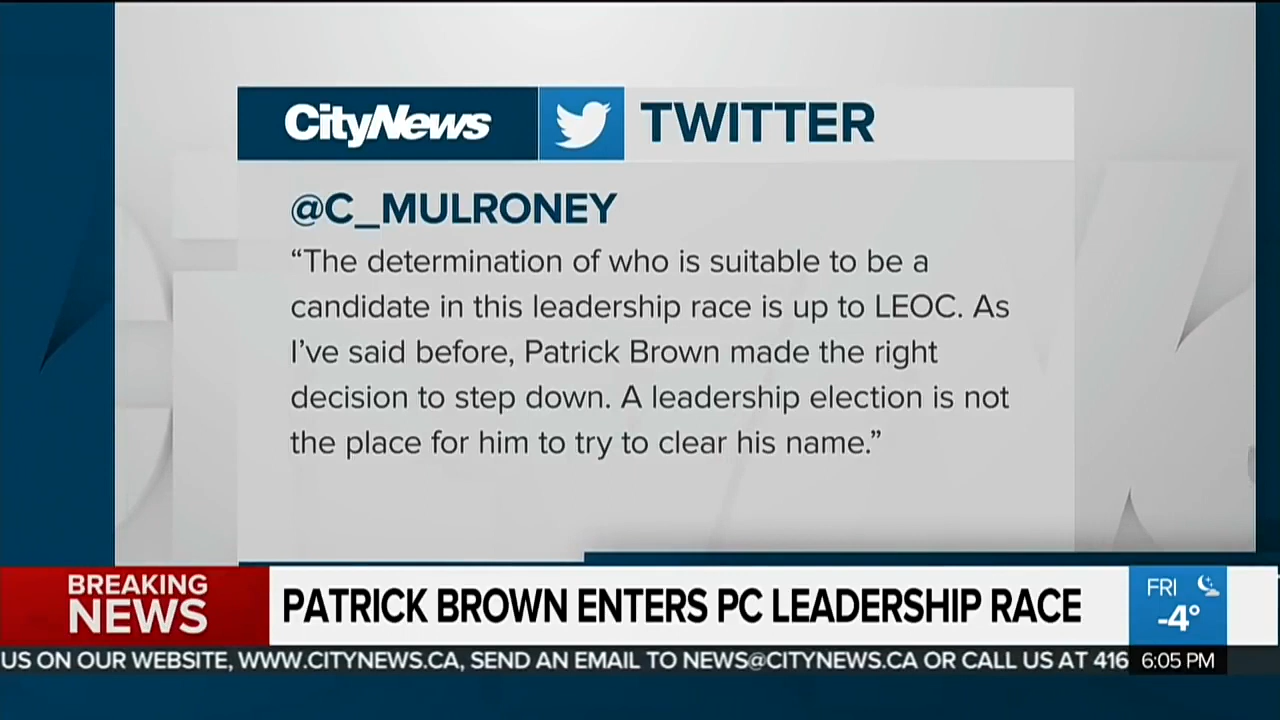 CityNews TWITTER
@C_MULRONEY
“The determination of who is suitable to be a
candidate in this leadership race is up to LEOC. As
I’ve said before, Patrick Brown made the right
decision to step down. A leadership election is not
the place for him to try to clear his name.”
BREAKING
NEWS
PATRICK BROWN ENTERS PC LEADERSHIP RACE
FRI
-4°
US ON OUR WEBSITE, WWW.CITYNEWS.CA, SEND AN EMAIL TO NEWS@CITYNEWS.CA OR CALL US AT 416
6:05 PM